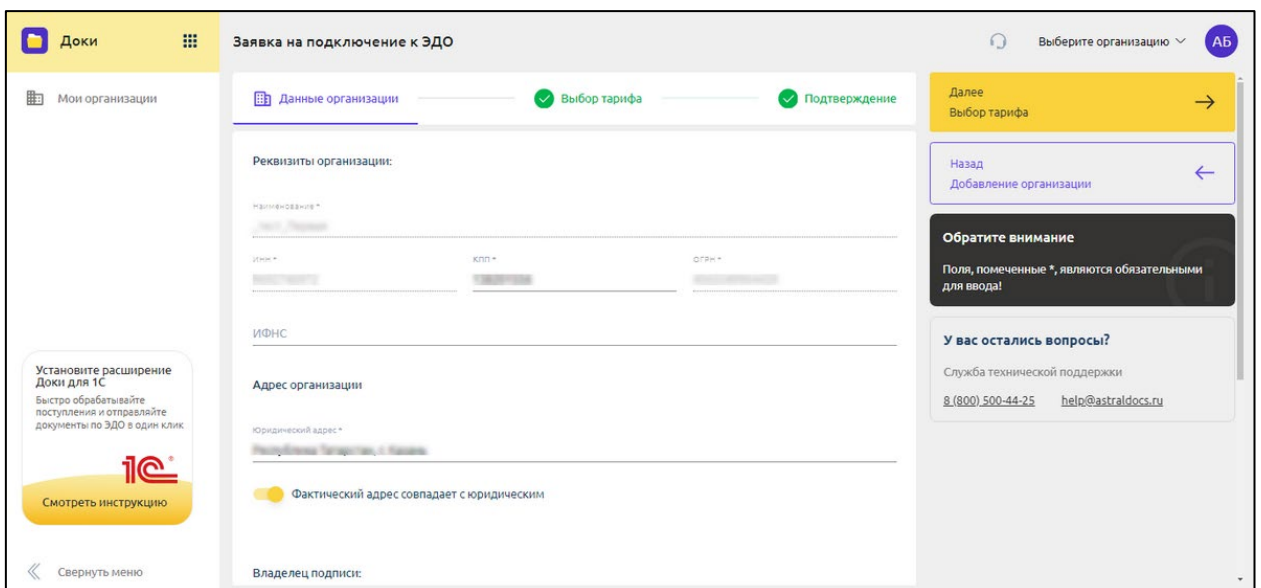 Доки
Заявка на подключение к ЭДО
Выберите организацию
АБ
Мои организации
Данные организации
Выбор тарифа
Подтверждение
Далее
Выбор тарифа
Реквизиты организации:
Назад
Добавление организации
Наименование *
Обратите внимание
ИНН *
КПП *
ОГРН *
Поля, помеченные *, являются обязательными
для ввода!
ИФНС
У вас остались вопросы?
Служба технической поддержки
8 (800) 500-44-25
help@astraldocs.ru
Установите расширение
Доки для 1С
Быстро обрабатывайте
поступления и отправляйте
документы по ЭДО в один клик
1С
Смотреть инструкцию
Адрес организации
Юридический адрес *
Фактический адрес совпадает с юридическим
Свернуть меню
Владелец подписи: